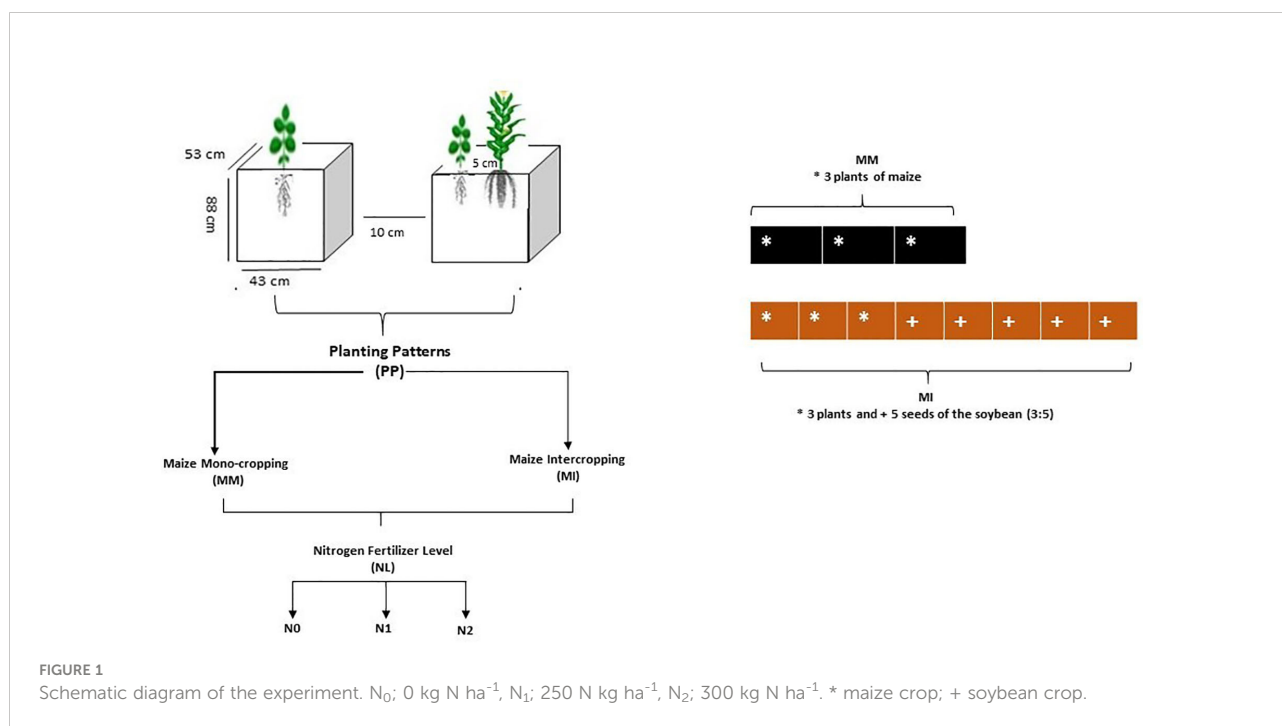 53 cm
88 cm
43 cm
10 cm
5 cm
Planting Patterns
(PP)
Maize Mono-cropping
(MM)
Maize Intercropping
(MI)
Nitrogen Fertilizer Level
(NL)
N0 N1 N2
MM
* 3 plants of maize
* * *
* * * + + + + +
MI
* 3 plants and + 5 seeds of the soybean (3:5)
FIGURE 1
Schematic diagram of the experiment. N₀; 0 kg N ha⁻¹, N₁; 250 N kg ha⁻¹, N₂; 300 kg N ha⁻¹. * maize crop; + soybean crop.